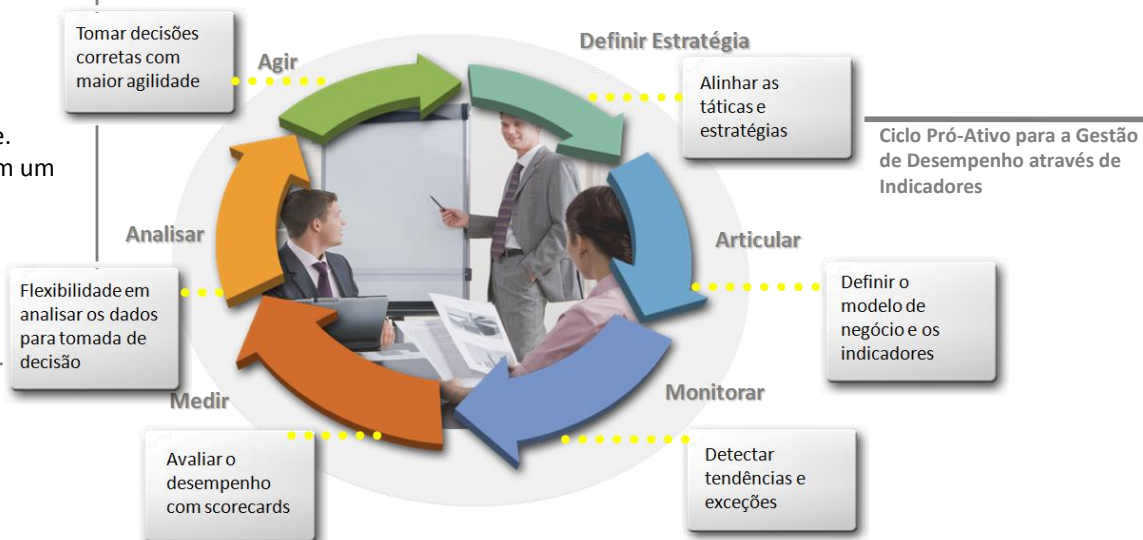 Tomar decisões
corretas com
maior agilidade
Agir
Definir Estratégia
Alinhar as
táticas e
estratégias
Ciclo Pró-Ativo para a Gestão
de Desempenho através de
Indicadores
e.
m um
Analisar
Articular
Flexibilidade em
analisar os dados
para tomada de
decisão
Definir o
modelo de
negócio e os
indicadores
Medir
Monitorar
Avaliar o
desempenho
com scorecards
Detectar
tendências e
exceções